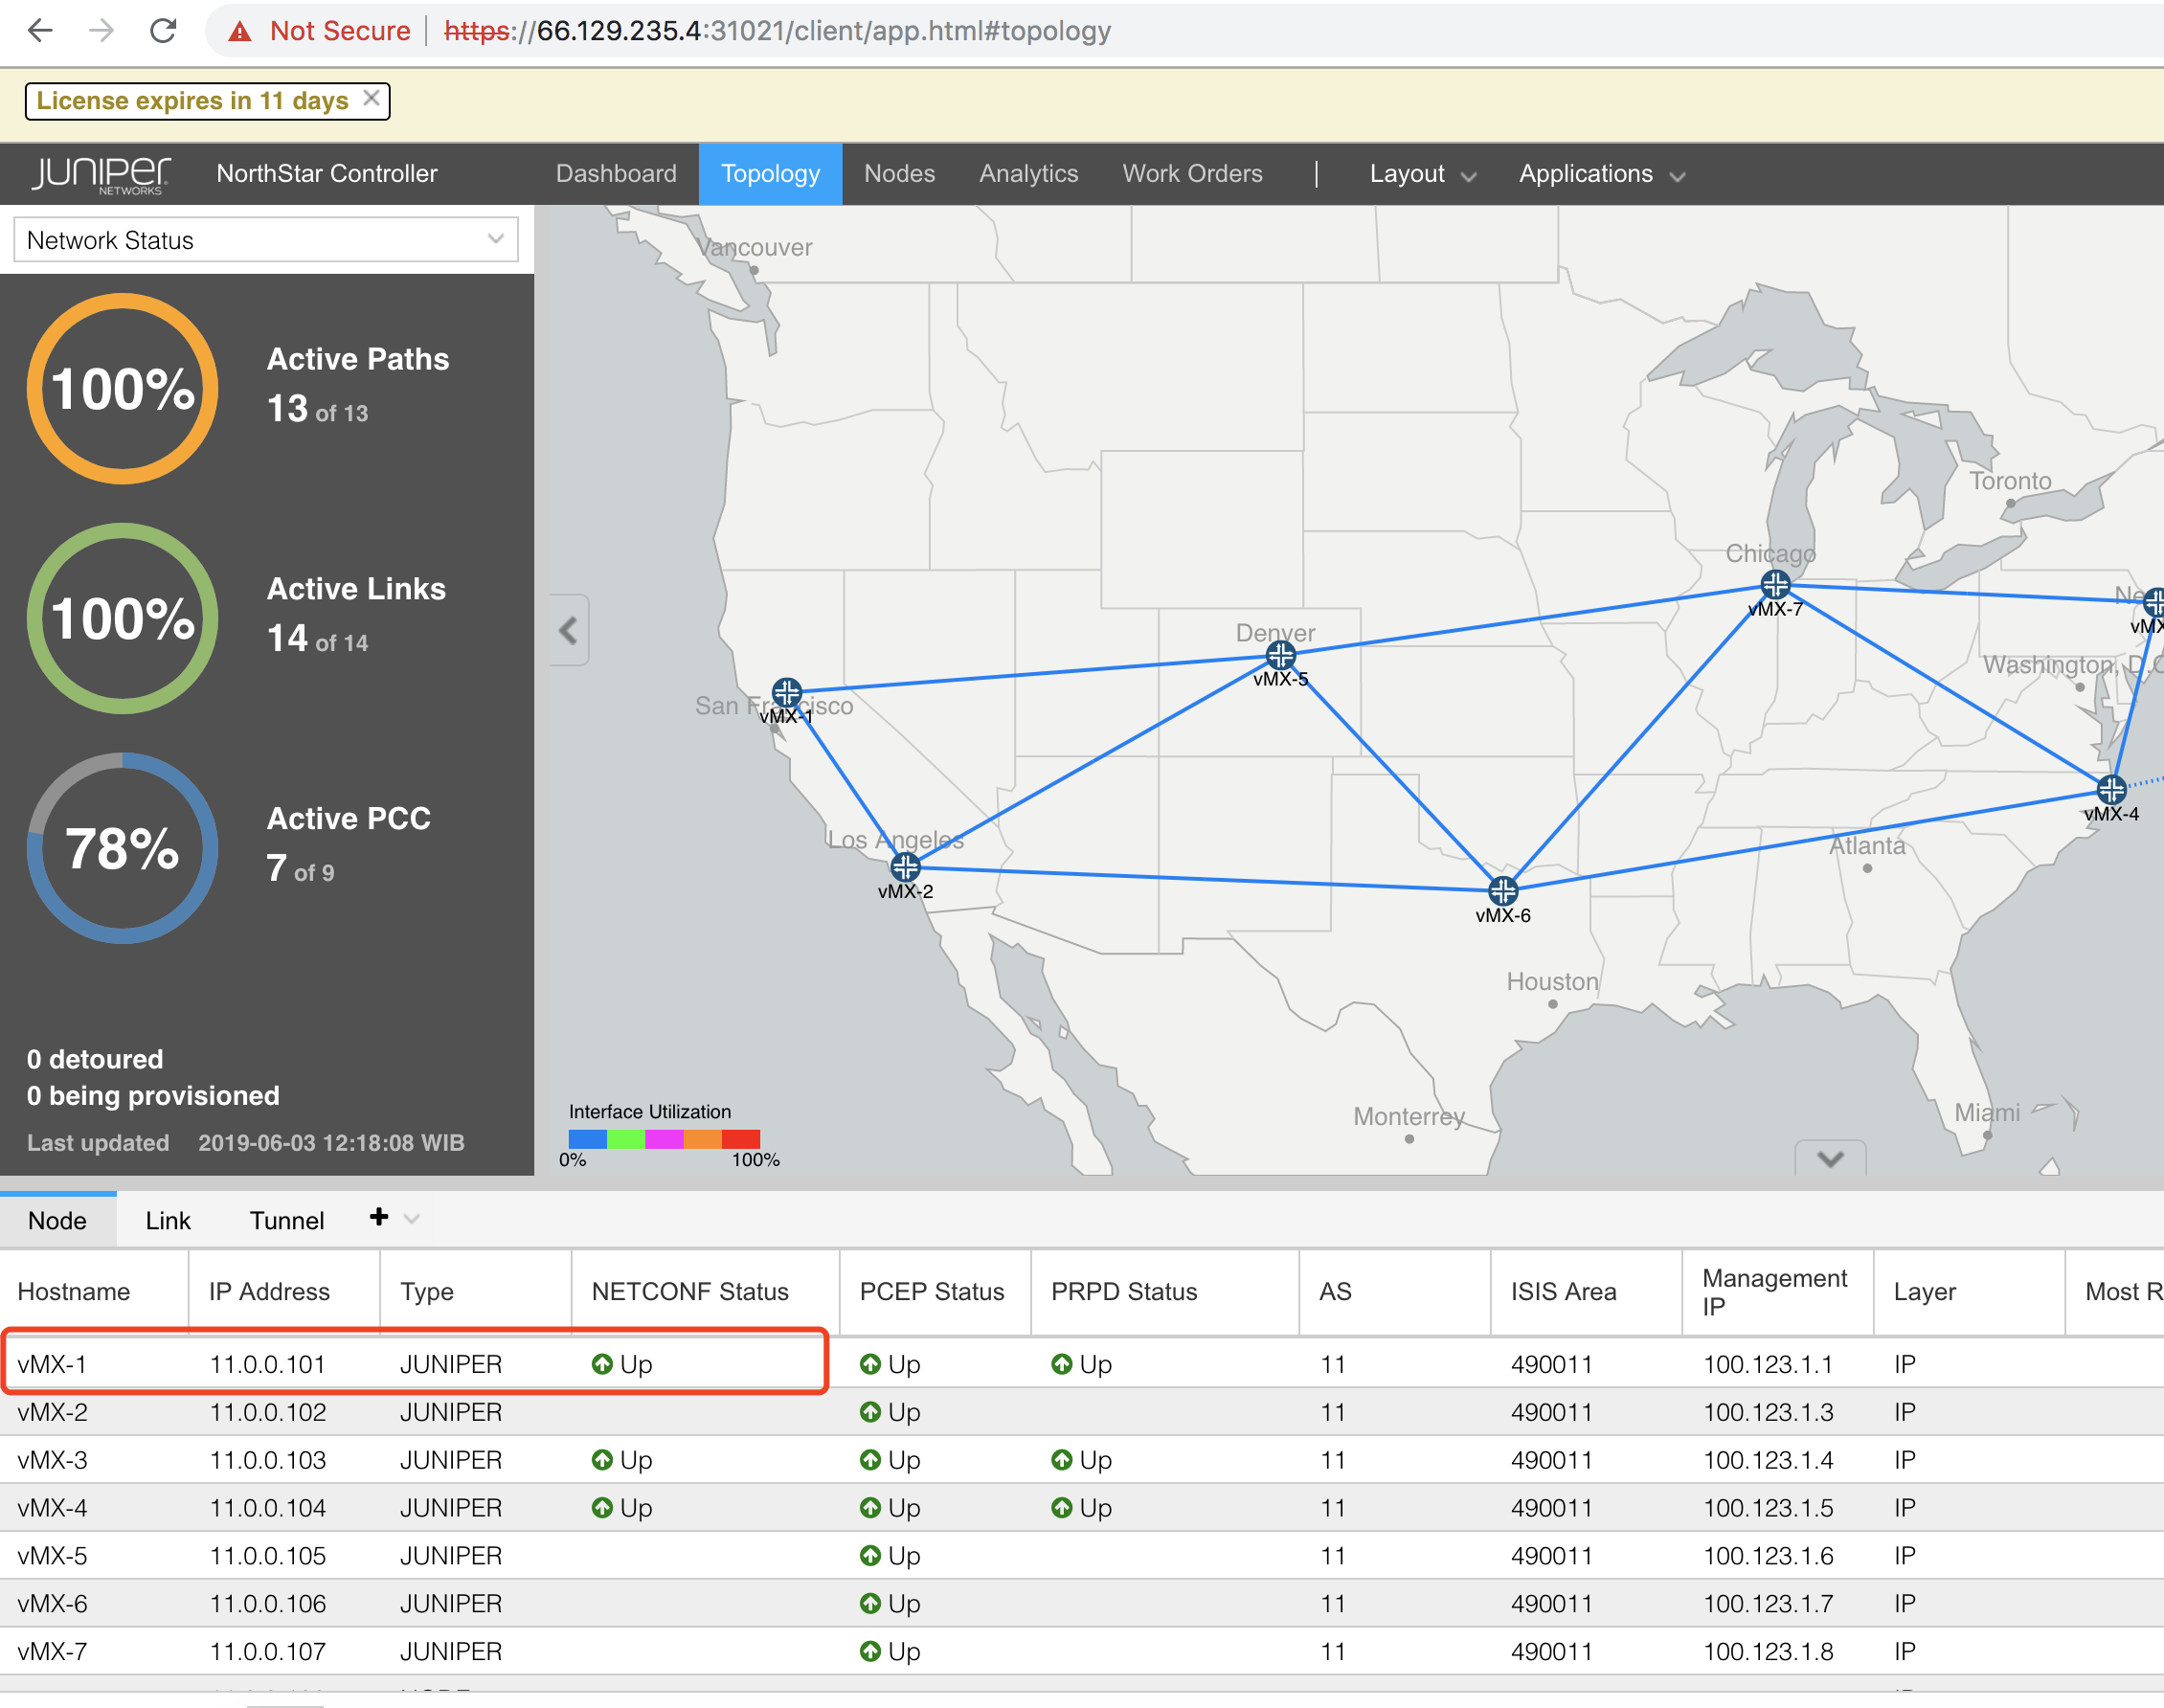 Not Secure | https://66.129.235.4:31021/client/app.html#topology
License expires in 11 days
JUNIPER NETWORKS NorthStar Controller Dashboard Topology Nodes Analytics Work Orders | Layout Applications
Network Status
100%
Active Paths
13 of 13
100%
Active Links
14 of 14
78%
Active PCC
7 of 9
0 detoured
0 being provisioned
Last updated 2019-06-03 12:18:08 WIB
Vancouver
Toronto
Chicago
vMX-7
Ne
vMX
Denver
vMX-5
Washington, D.C
San Francisco
vMX-1
vMX-4
Los Angeles
vMX-2
Atlanta
vMX-6
Houston
Monterrey
Miami
Interface Utilization
0% 100%
Node Link Tunnel +
Hostname IP Address Type NETCONF Status PCEP Status PRPD Status AS ISIS Area Management IP Layer Most R
vMX-1 11.0.0.101 JUNIPER Up Up Up 11 490011 100.123.1.1 IP
vMX-2 11.0.0.102 JUNIPER Up 11 490011 100.123.1.3 IP
vMX-3 11.0.0.103 JUNIPER Up Up Up 11 490011 100.123.1.4 IP
vMX-4 11.0.0.104 JUNIPER Up Up Up 11 490011 100.123.1.5 IP
vMX-5 11.0.0.105 JUNIPER Up 11 490011 100.123.1.6 IP
vMX-6 11.0.0.106 JUNIPER Up 11 490011 100.123.1.7 IP
vMX-7 11.0.0.107 JUNIPER Up 11 490011 100.123.1.8 IP